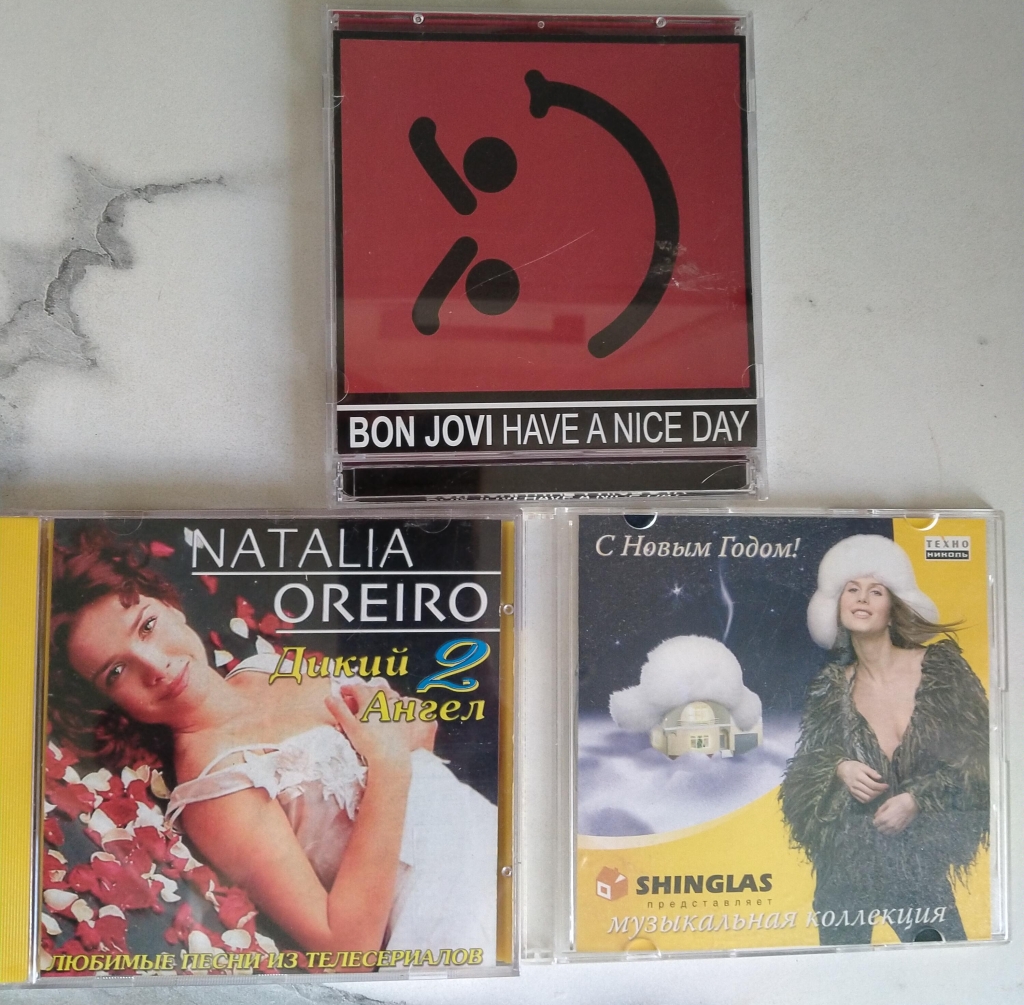 BON JOVI HAVE A NICE DAY
NATALIA
OREIRO
Дикий 2
Ангел
ЛЮБИМЫЕ ПЕСНИ ИЗ ТЕЛЕСЕРИАЛОВ
С Новым Годом!
ТЕХНО
НИКОЛЬ
SHINGLAS
представляет
музыкальная коллекция